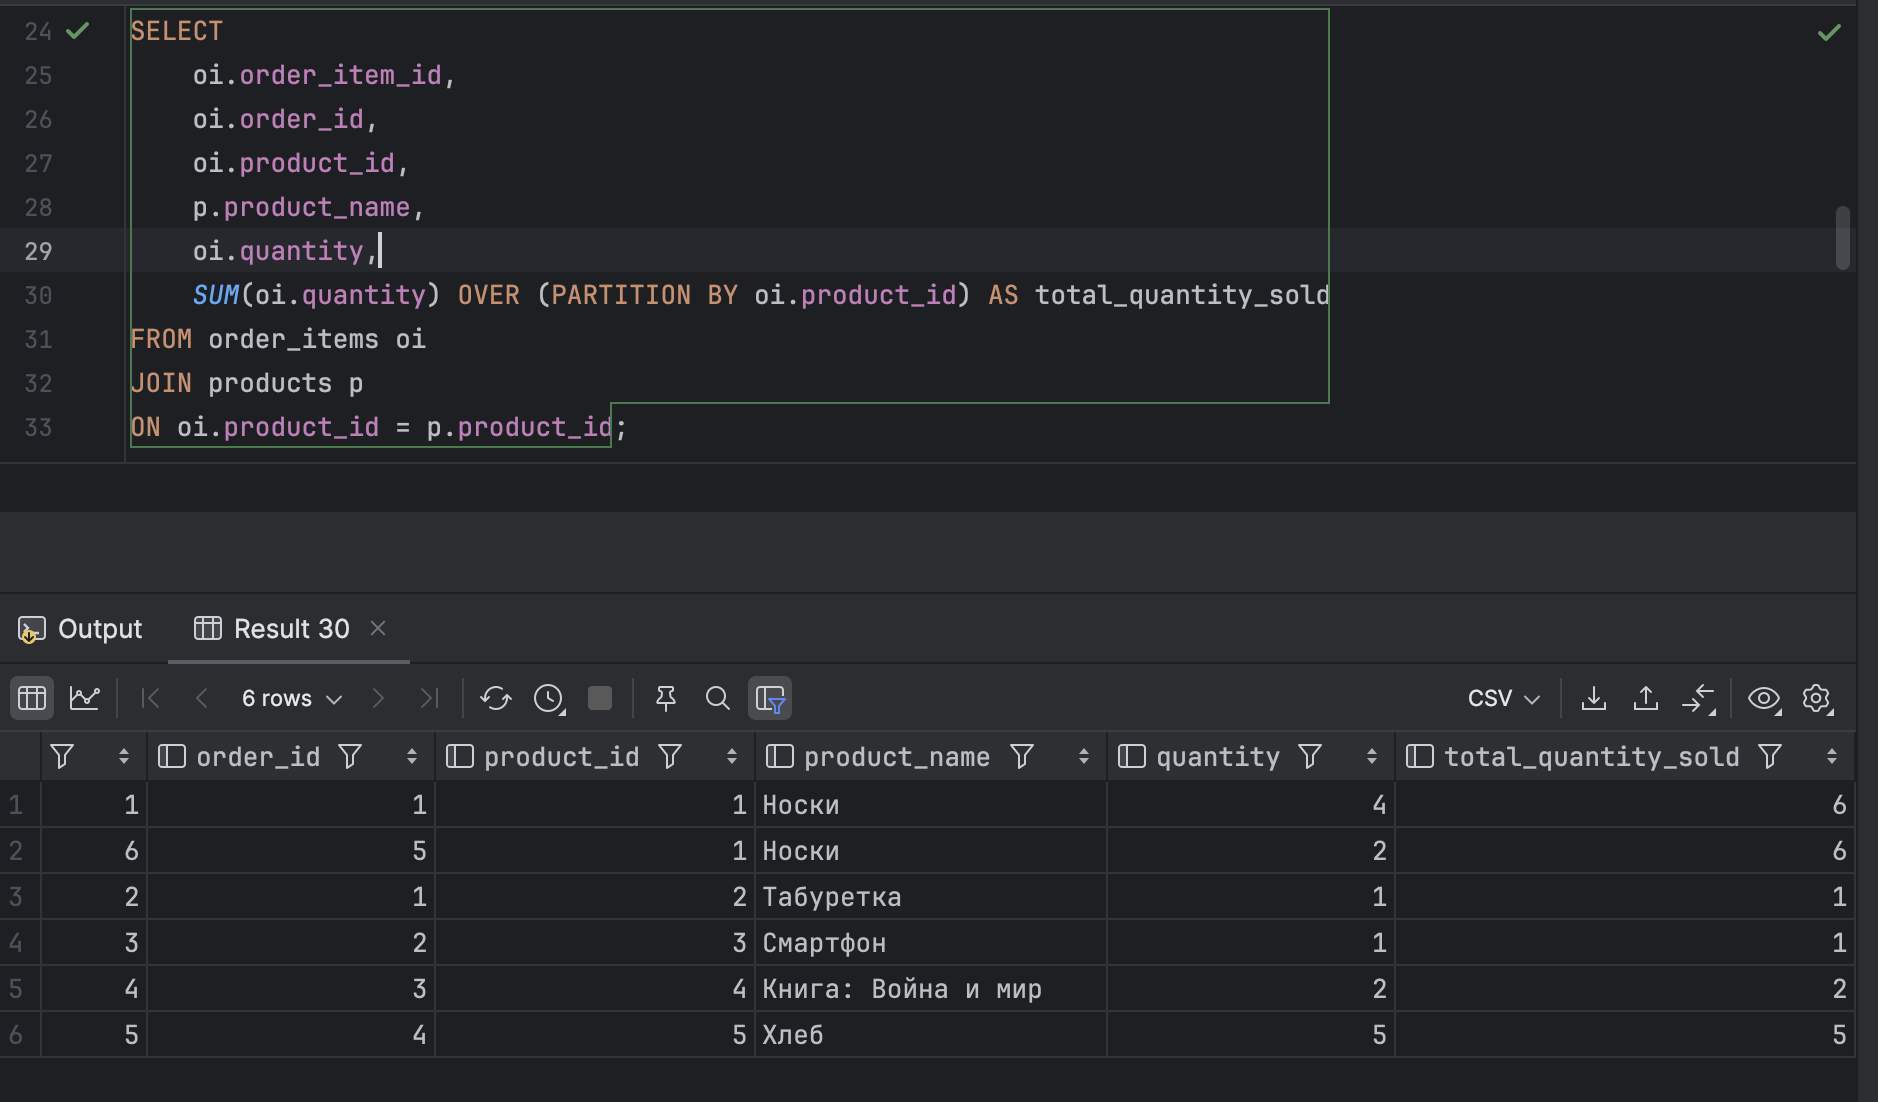 24 SELECT
25 oi.order_item_id,
26 oi.order_id,
27 oi.product_id,
28 p.product_name,
29 oi.quantity,
30 SUM(oi.quantity) OVER (PARTITION BY oi.product_id) AS total_quantity_sold
31 FROM order_items oi
32 JOIN products p
33 ON oi.product_id = p.product_id;
Output Result 30
6 rows CSV
order_id product_id product_name quantity total_quantity_sold
1 1 1 1 Носки 4 6
2 6 5 1 Носки 2 6
3 2 1 2 Табуретка 1 1
4 3 2 3 Смартфон 1 1
5 4 3 4 Книга: Война и мир 2 2
6 5 4 5 Хлеб 5 5